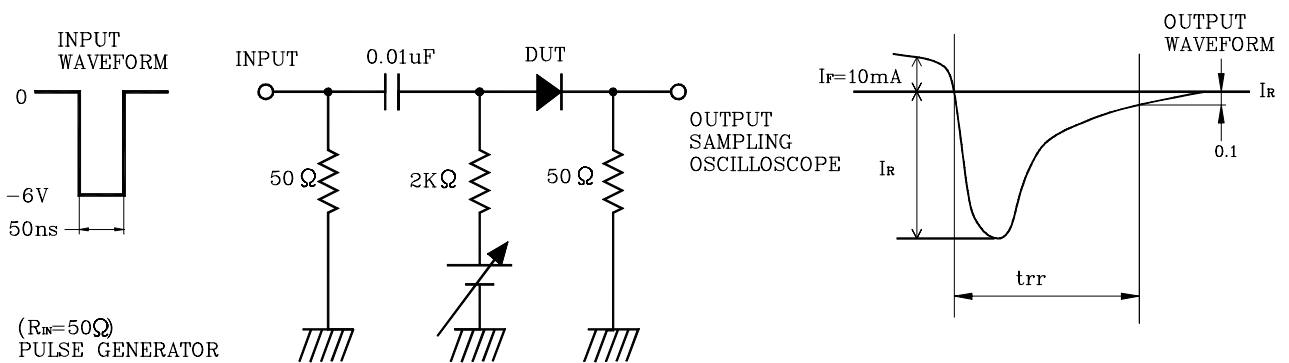 INPUT
WAVEFORM
0
-6V
50ns
(RIN=50Ω)
PULSE GENERATOR
INPUT
0.01uF
DUT
50Ω
2KΩ
50Ω
OUTPUT
SAMPLING
OSCILLOSCOPE
OUTPUT
WAVEFORM
IF=10mA
IR
IR
0.1
trr